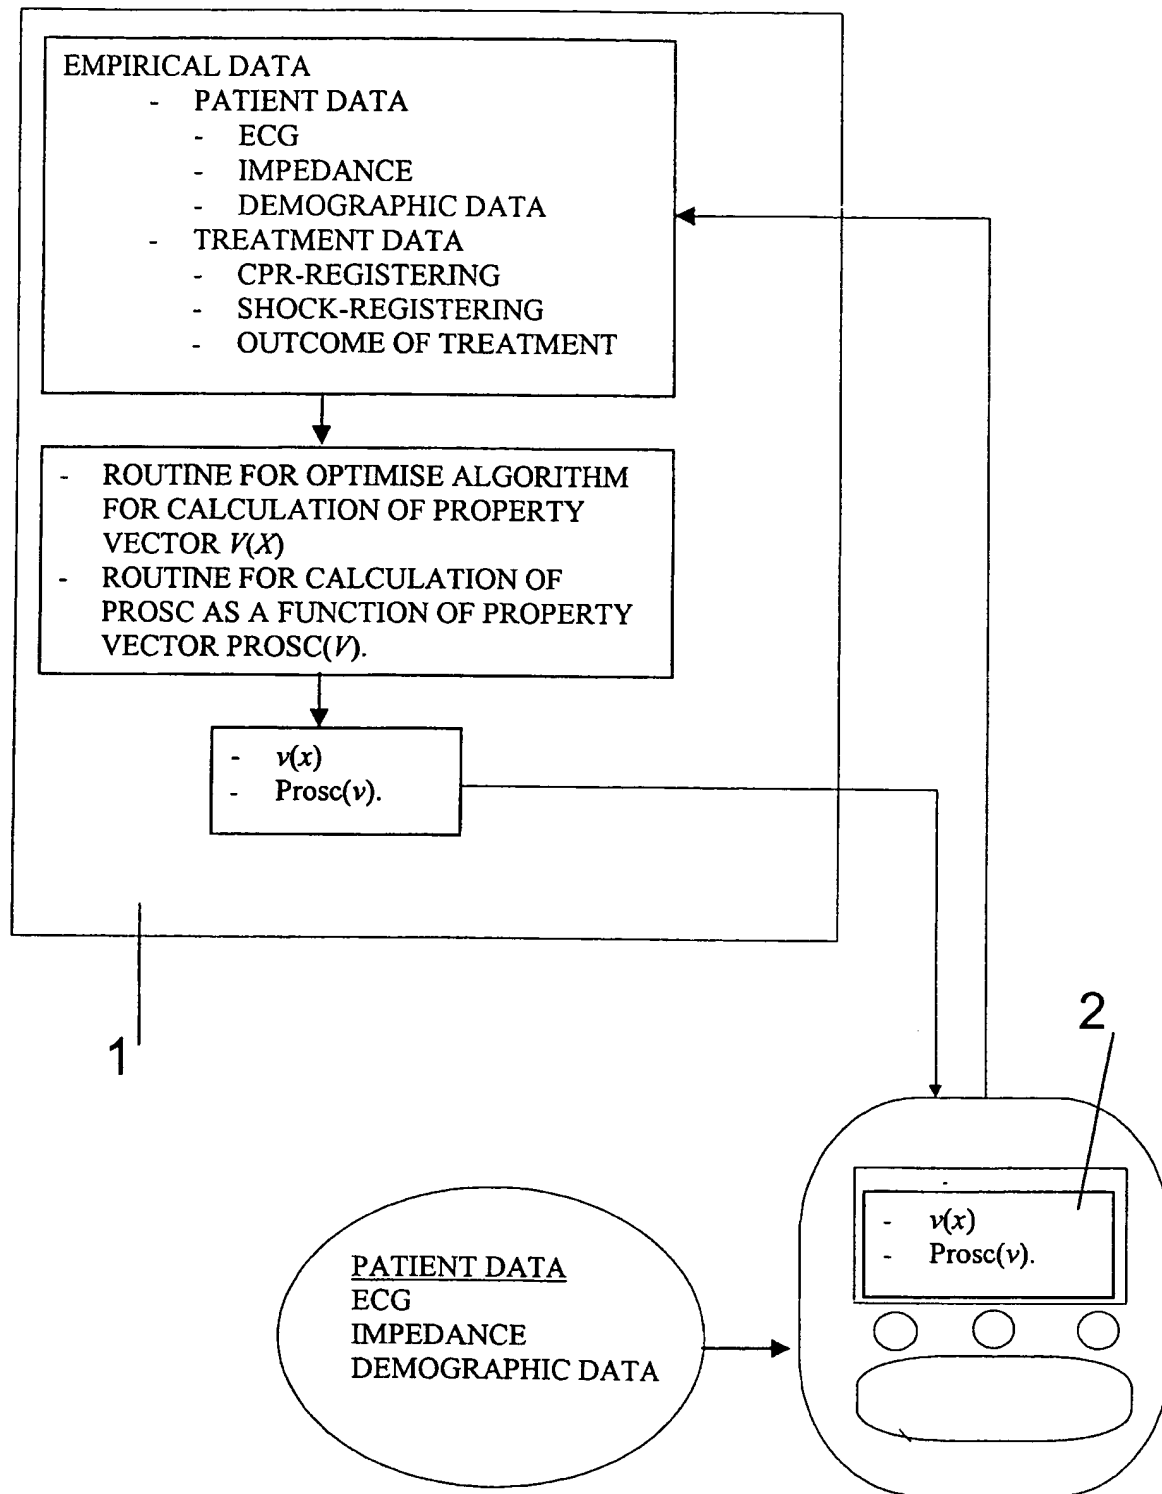 EMPIRICAL DATA
- PATIENT DATA
- ECG
- IMPEDANCE
- DEMOGRAPHIC DATA
- TREATMENT DATA
- CPR-REGISTERING
- SHOCK-REGISTERING
- OUTCOME OF TREATMENT
- ROUTINE FOR OPTIMISE ALGORITHM
FOR CALCULATION OF PROPERTY
VECTOR V(X)
- ROUTINE FOR CALCULATION OF
PROSC AS A FUNCTION OF PROPERTY
VECTOR PROSC(V).
- v(x)
- Prosc(v).
1
2
- v(x)
- Prosc(v).
PATIENT DATA
ECG
IMPEDANCE
DEMOGRAPHIC DATA